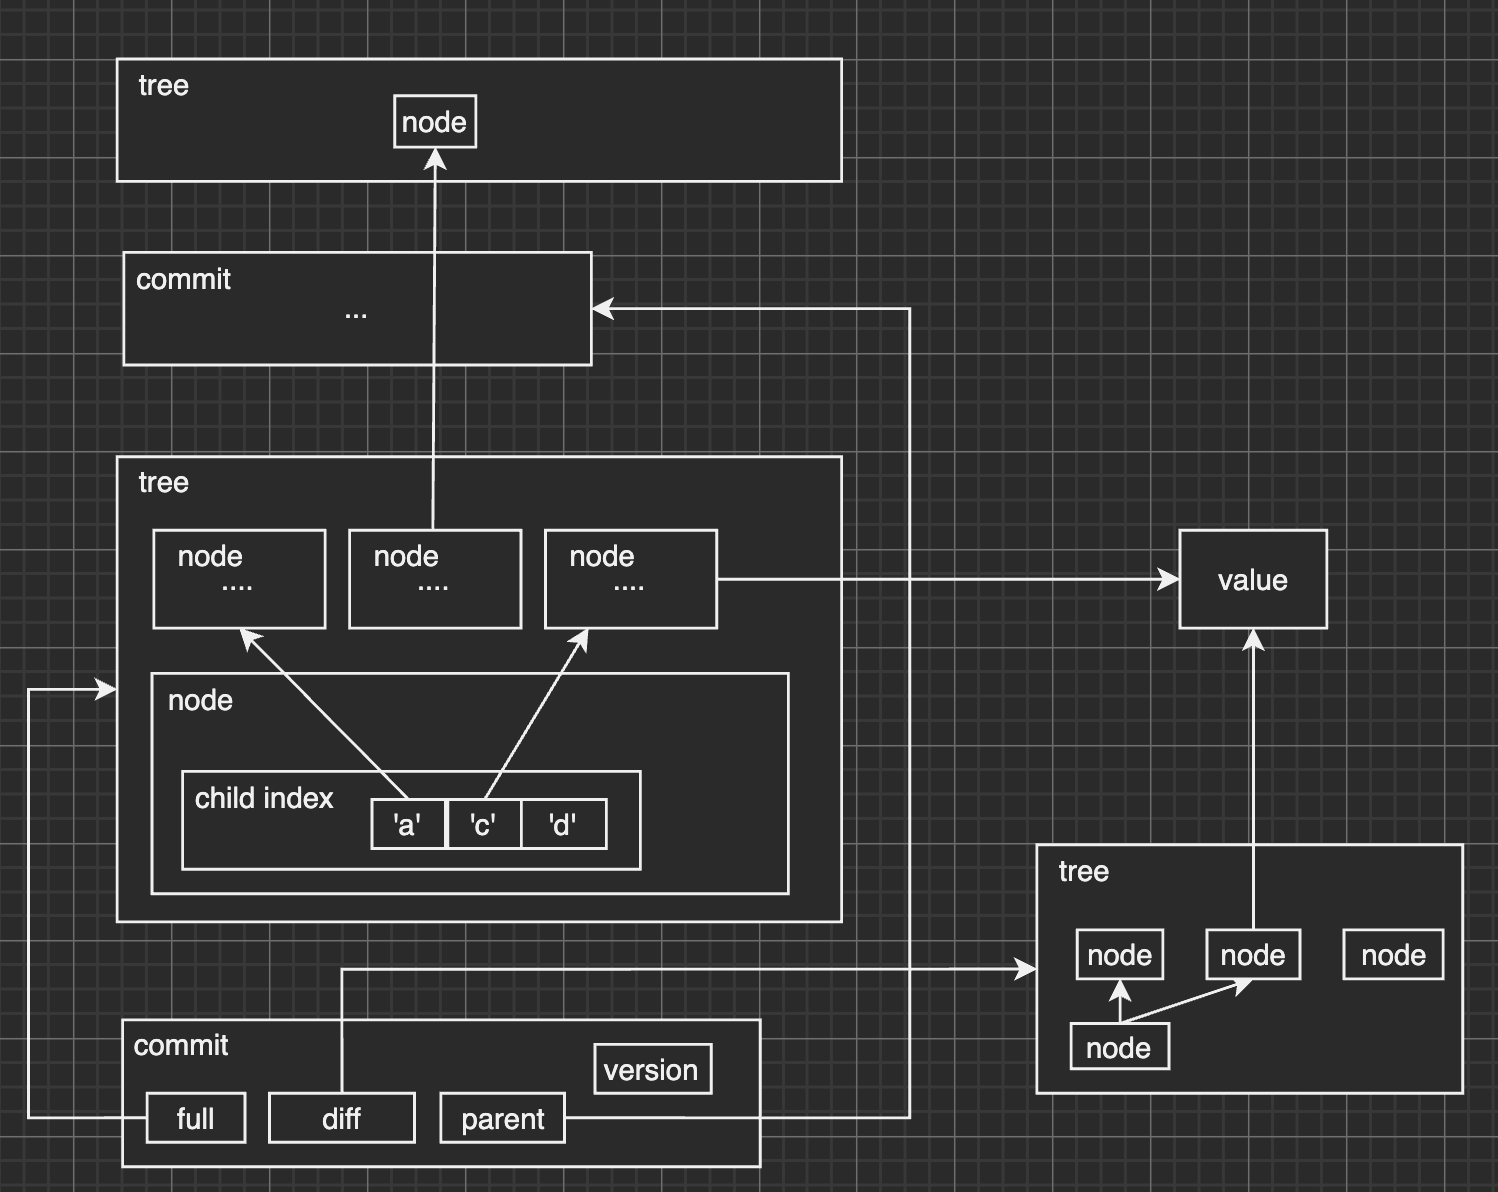 tree
node
commit
...
tree
node
....
node
....
node
....
value
node
child index
'a'
'c'
'd'
tree
node
node
node
node
commit
version
full
diff
parent